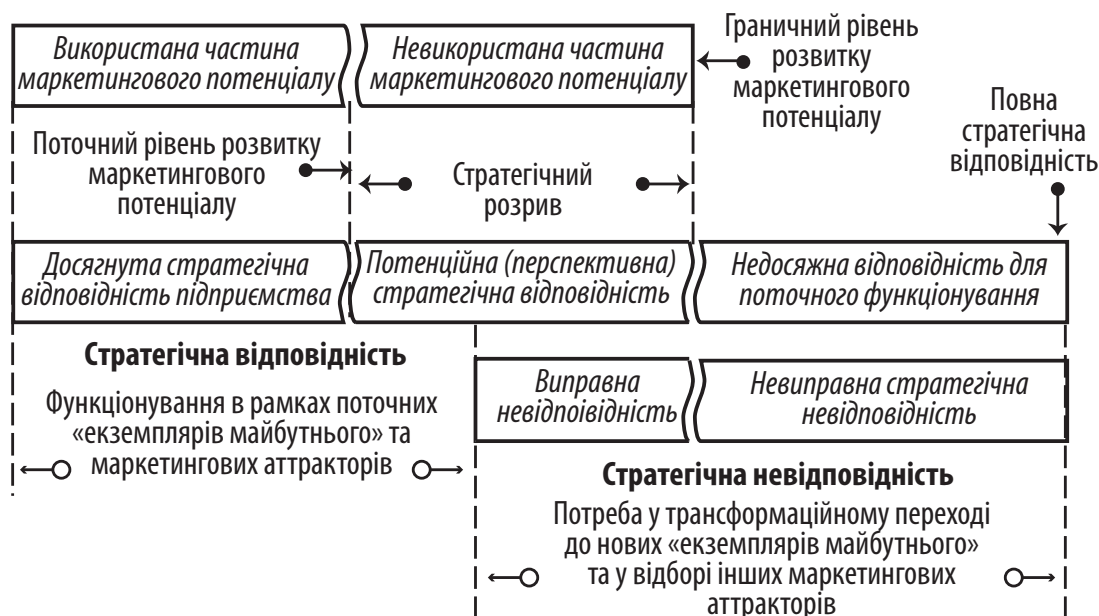 Використана частина
маркетингового потенціалу
Невикористана частина
маркетингового потенціалу
Граничний рівень
розвитку
маркетингового
потенціалу
Повна
стратегічна
відповідність
Поточний рівень розвитку
маркетингового
потенціалу
Стратегічний
розрив
Досягнута стратегічна
відповідність підприємства
Потенційна (перспективна)
стратегічна відповідність
Недосяжна відповідність для
поточного функціонування
Стратегічна відповідність
Функціонування в рамках поточних
«екземплярів майбутнього» та
маркетингових аттракторів
Виправна
невідпоівідність
Невиправна стратегічна
невідповідність
Стратегічна невідповідність
Потреба у трансформаційному переході
до нових «екземплярів майбутнього»
та у відборі інших маркетингових
аттракторів